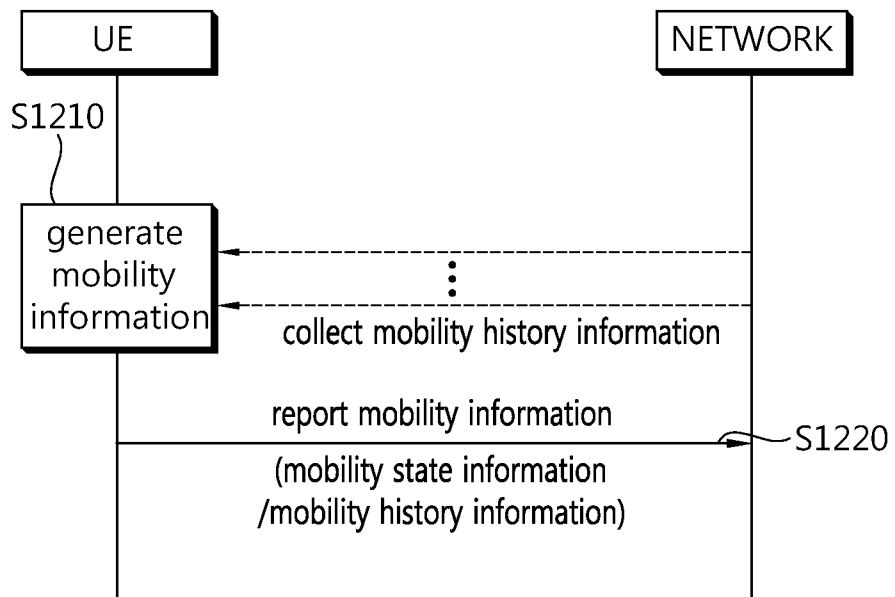 UE
NETWORK
S1210
generate
mobility
information
collect mobility history information
report mobility information
S1220
(mobility state information
/mobility history information)